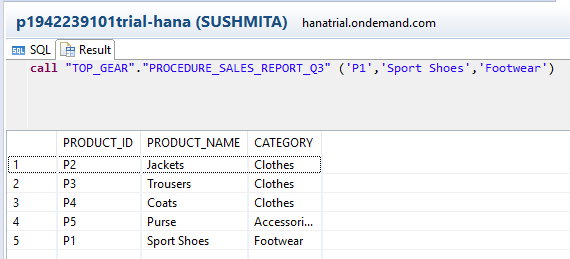 p1942239101trial-hana (SUSHMITA) hanatrial.ondemand.com
SQL SQL Result
call "TOP_GEAR"."PROCEDURE_SALES_REPORT_Q3" ('P1','Sport Shoes','Footwear')
PRODUCT_ID PRODUCT_NAME CATEGORY
1 P2 Jackets Clothes
2 P3 Trousers Clothes
3 P4 Coats Clothes
4 P5 Purse Accessori...
5 P1 Sport Shoes Footwear